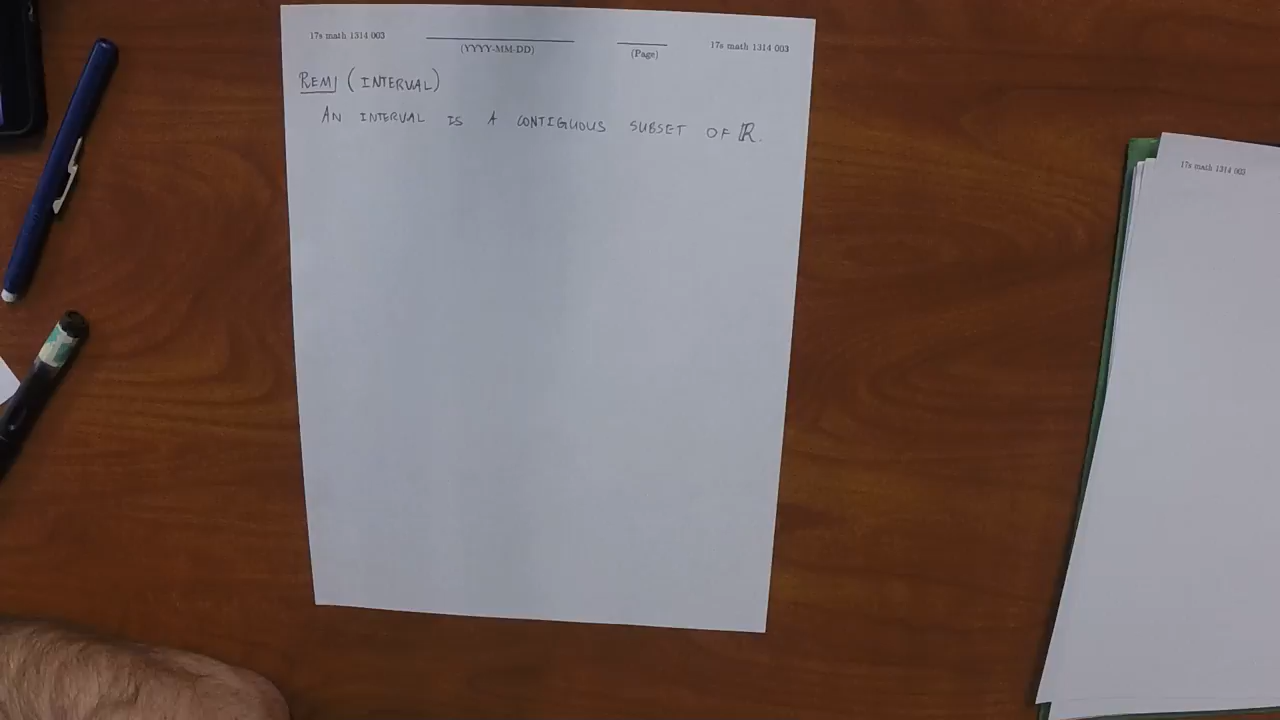 17s math 1314 003 (YYYY-MM-DD) (Page) 17s math 1314 003
REM (INTERVAL)
AN INTERVAL IS A CONTIGUOUS SUBSET OF ℝ.
17s math 1314 003